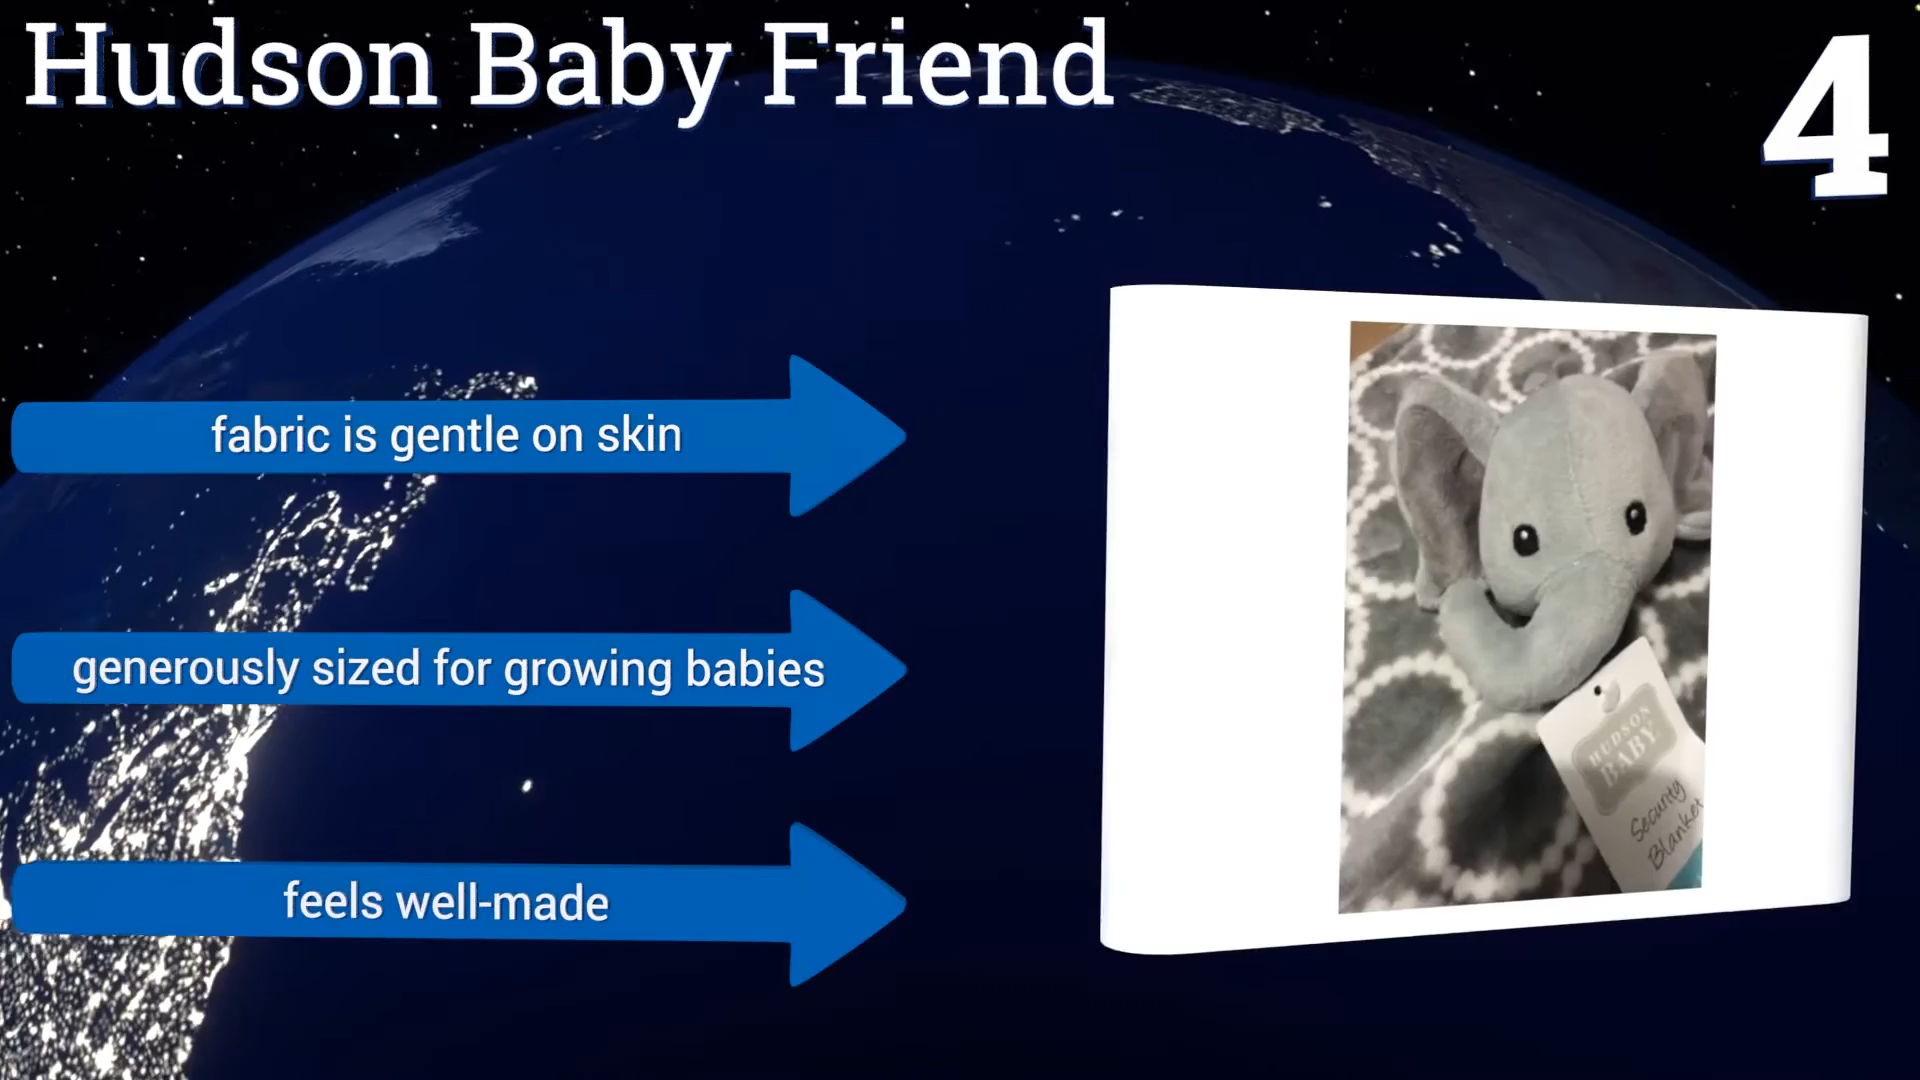 Hudson Baby Friend
4
fabric is gentle on skin
generously sized for growing babies
feels well-made
HUDSON
BABY
Security
Blanket